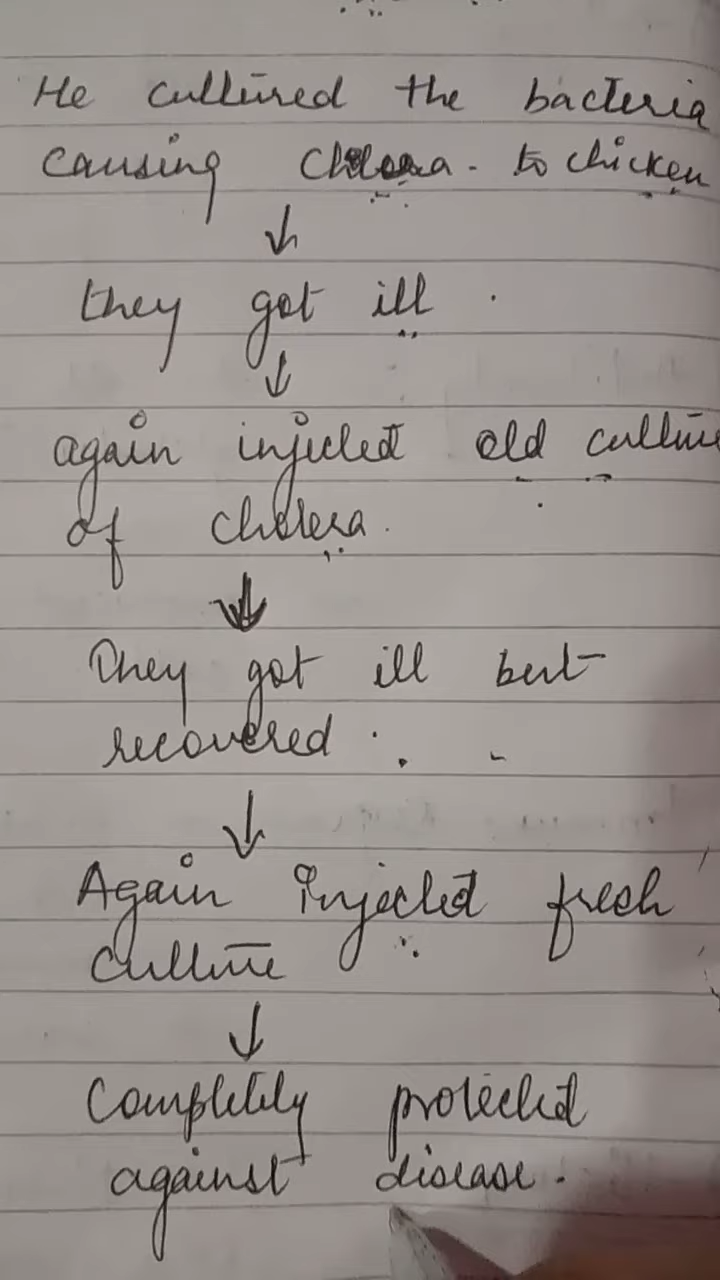 He cultured the bacteria
causing cholera. to chicken
↓
they got ill.
↓
again injected old culture
of cholera.
↓
They got ill but
recovered.
↓
Again injected fresh
culture
↓
Completely protected
against disease.